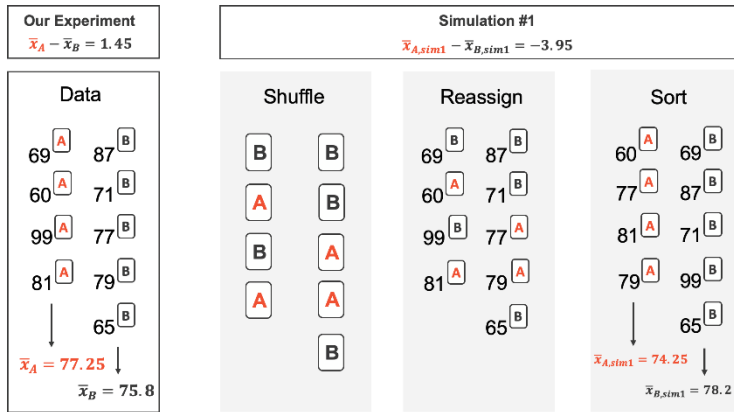 Our Experiment
x̅A − x̅B = 1.45
Simulation #1
x̅A,sim1 − x̅B,sim1 = −3.95
Data
69 A 87 B
60 A 71 B
99 A 77 B
81 A 79 B
65 B
x̅A = 77.25
x̅B = 75.8
Shuffle
B B
A B
B A
A A
B
Reassign
69 B 87 B
60 A 71 B
99 B 77 A
81 A 79 A
65 B
Sort
60 A 69 B
77 A 87 B
81 A 71 B
79 A 99 B
65 B
x̅A,sim1 = 74.25
x̅B,sim1 = 78.2